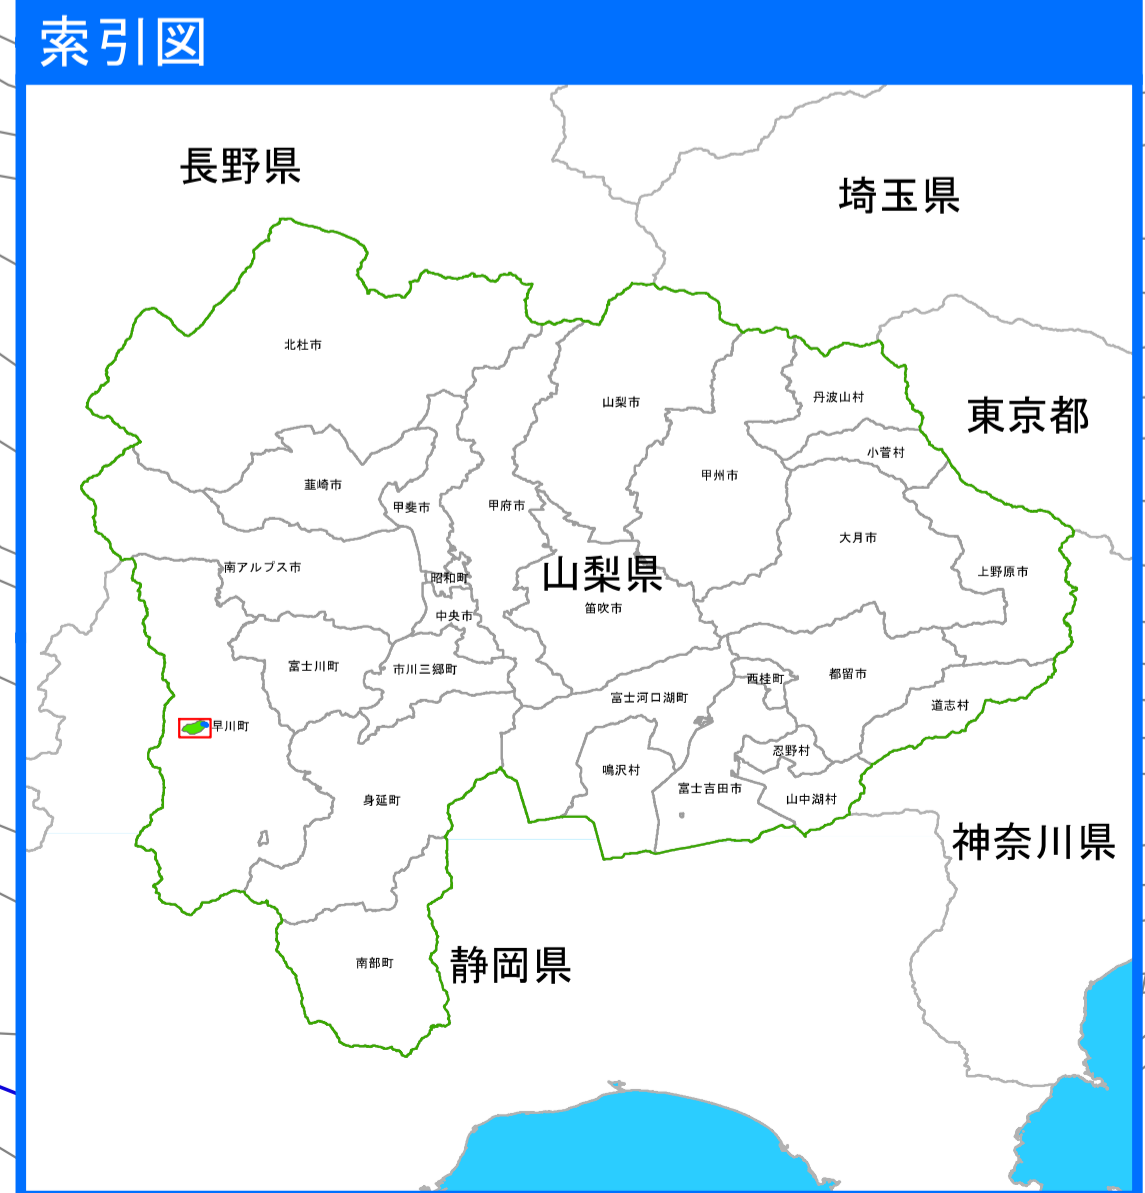 索引図
長野県
埼玉県
北杜市
山梨市
丹波山村
東京都
小菅村
甲州市
韮崎市
甲斐市
甲府市
大月市
南アルプス市
昭和町
山梨県
上野原市
笛吹市
中央市
富士川町
市川三郷町
都留市
西桂町
富士河口湖町
道志村
早川町
忍野村
鳴沢村
富士吉田市
身延町
山中湖村
神奈川県
南部町
静岡県